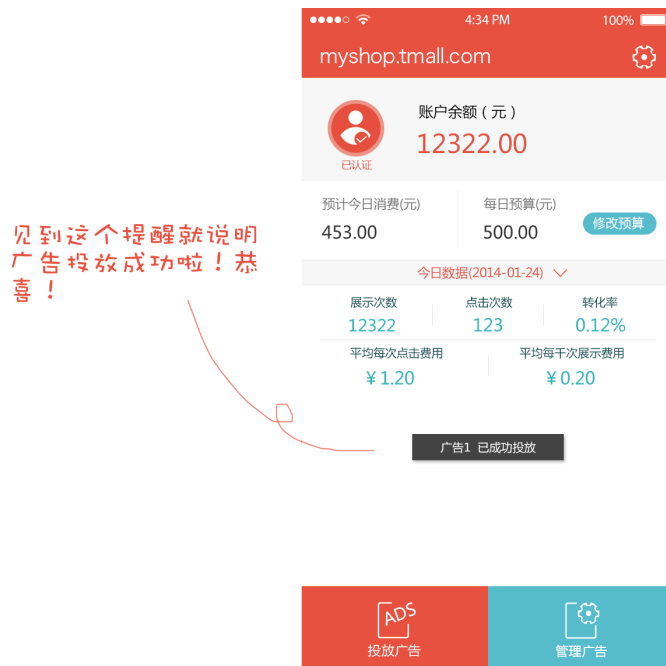 4:34 PM
100%
myshop.tmall.com
账户余额（元）
12322.00
已认证
预计今日消费(元)
每日预算(元)
453.00
500.00
修改预算
今日数据(2014-01-24)
展示次数
点击次数
转化率
12322
123
0.12%
平均每次点击费用
平均每千次展示费用
￥1.20
￥0.20
见到这个提醒就说明
广告投放成功啦！恭
喜！
广告1 已成功投放
ADS
投放广告
管理广告